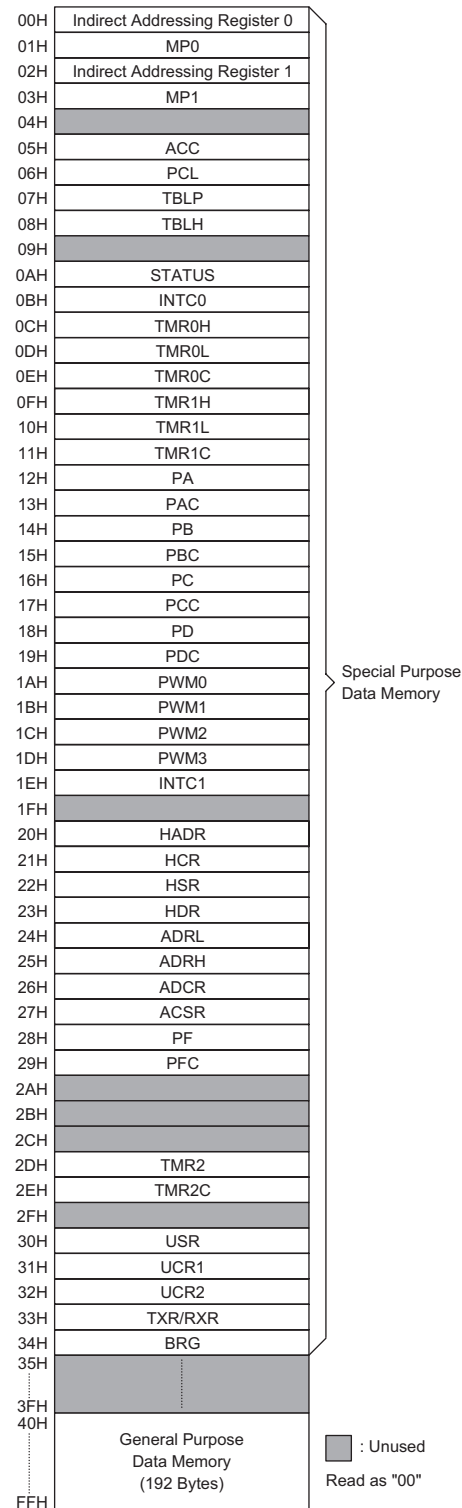 00H Indirect Addressing Register 0
01H MP0
02H Indirect Addressing Register 1
03H MP1
04H
05H ACC
06H PCL
07H TBLP
08H TBLH
09H
0AH STATUS
0BH INTC0
0CH TMR0H
0DH TMR0L
0EH TMR0C
0FH TMR1H
10H TMR1L
11H TMR1C
12H PA
13H PAC
14H PB
15H PBC
16H PC
17H PCC
18H PD
19H PDC
1AH PWM0
Special Purpose
Data Memory
1BH PWM1
1CH PWM2
1DH PWM3
1EH INTC1
1FH
20H HADR
21H HCR
22H HSR
23H HDR
24H ADRL
25H ADRH
26H ADCR
27H ACSR
28H PF
29H PFC
2AH
2BH
2CH
2DH TMR2
2EH TMR2C
2FH
30H USR
31H UCR1
32H UCR2
33H TXR/RXR
34H BRG
35H
3FH
40H
General Purpose
Data Memory
(192 Bytes)
FFH
: Unused
Read as "00"